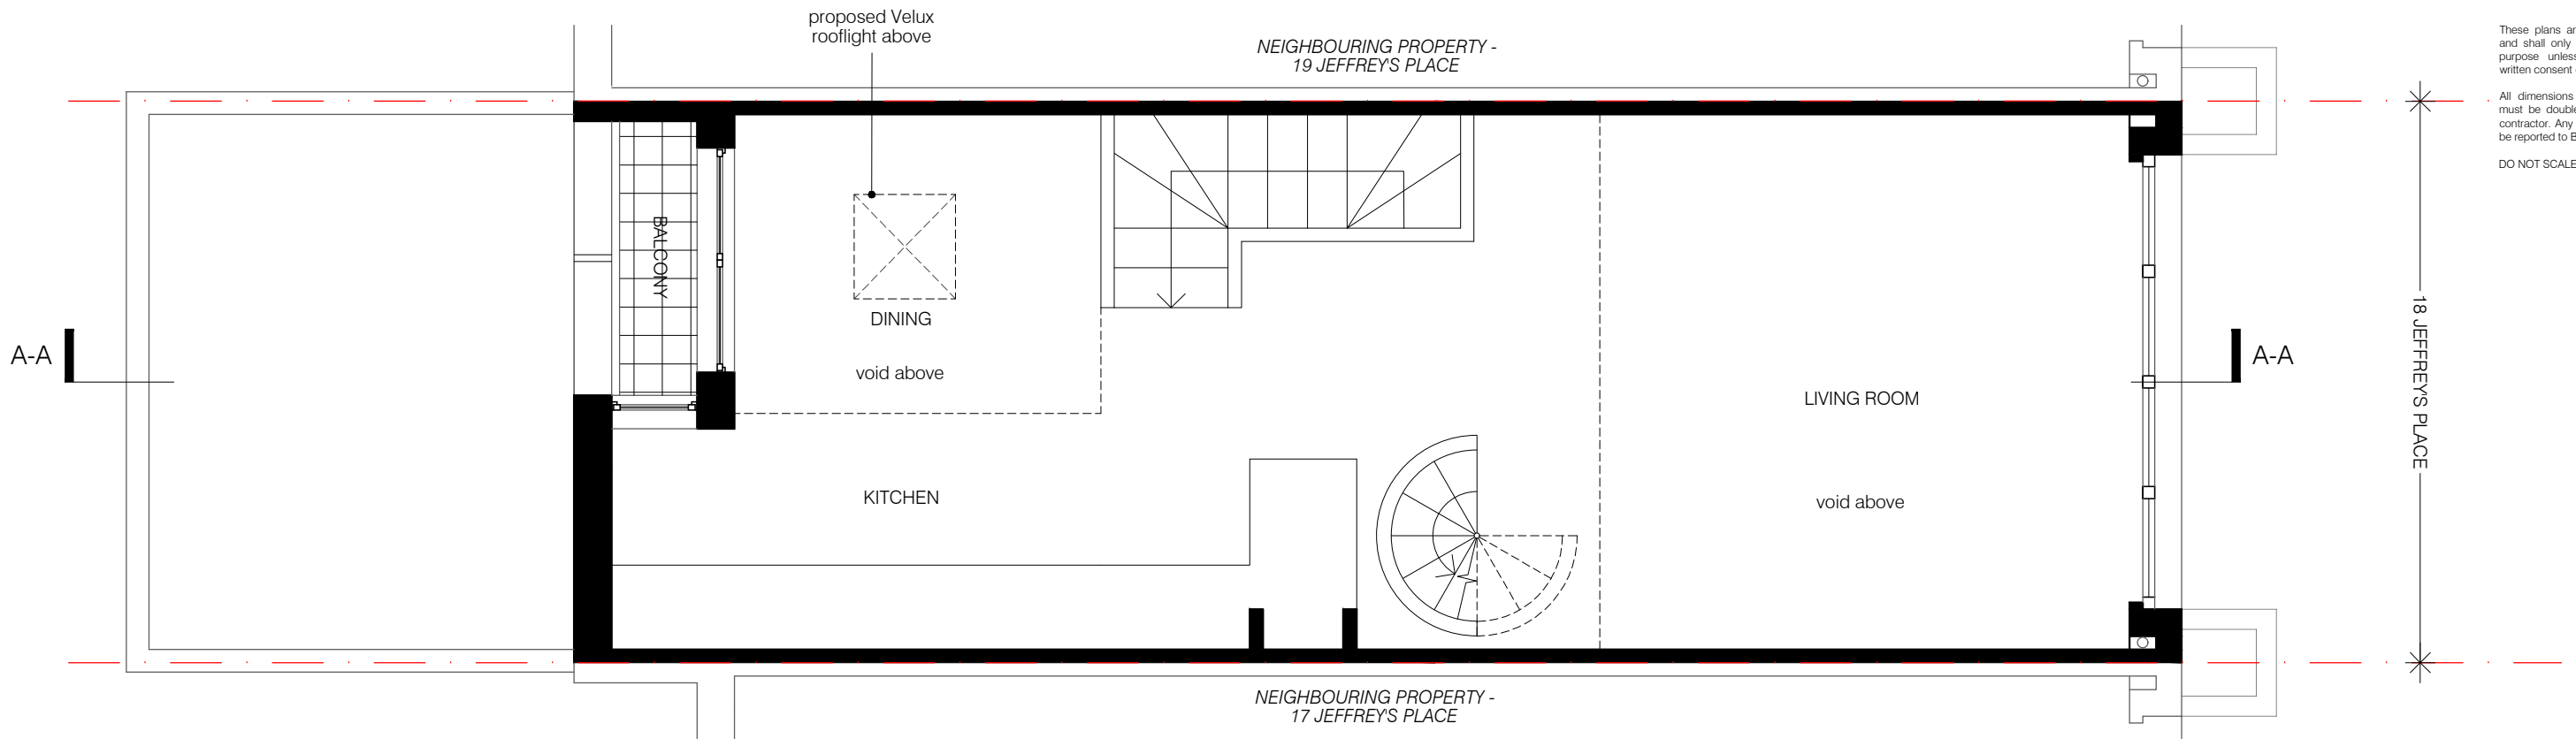 proposed Velux
rooflight above
NEIGHBOURING PROPERTY -
19 JEFFREY'S PLACE
These plans
and shall only
purpose unless
written consent
All dimensions
must be
contractor. Any
be reported to
DO NOT SCALE
BALCONY
DINING
void above
A-A
A-A
18 JEFFREY'S PLACE
LIVING ROOM
void above
KITCHEN
NEIGHBOURING PROPERTY -
17 JEFFREY'S PLACE